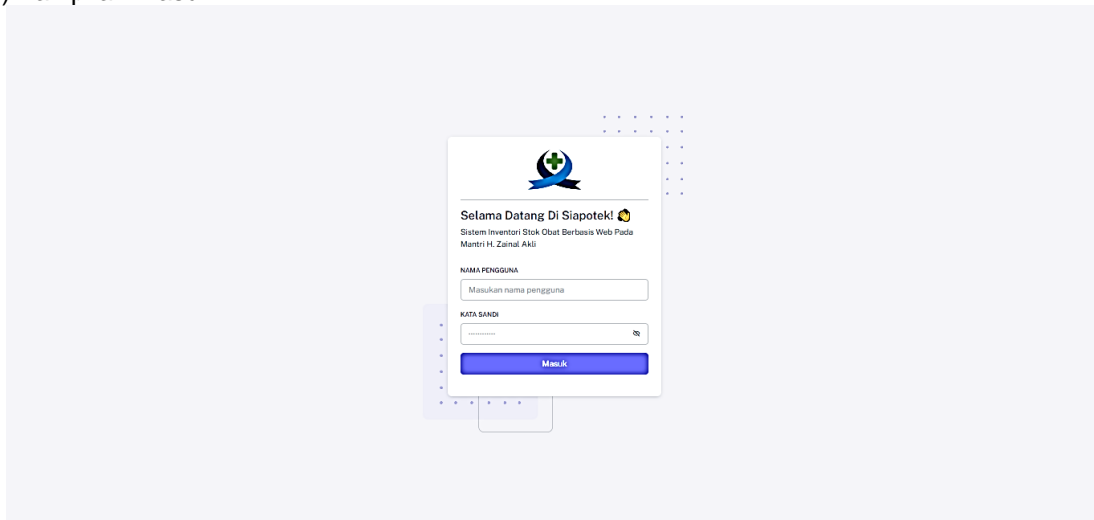 Selama Datang Di Siapotek! 👋
Sistem Inventori Stok Obat Berbasis Web Pada
Mantri H. Zainal Akli
NAMA PENGGUNA
Masukan nama pengguna
KATA SANDI
············
Masuk